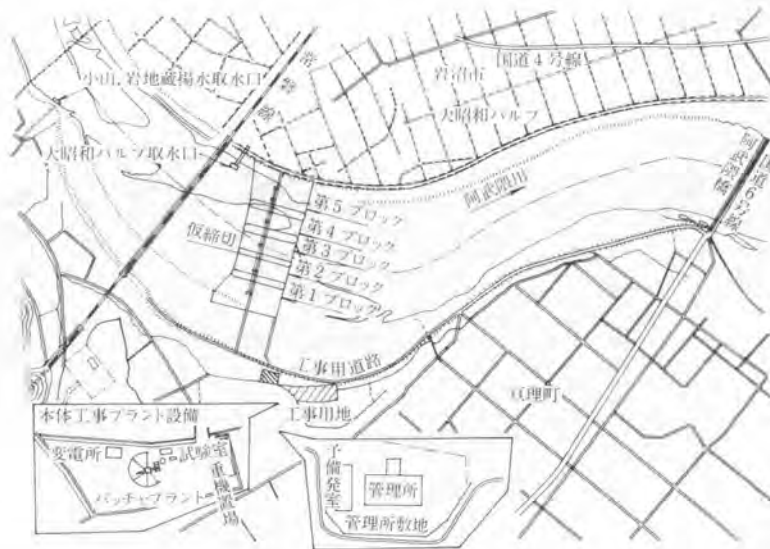 国道4号線
岩沼市
大昭和パルプ
小山,岩地蔵揚水取水口
常磐線
大昭和パルプ取水口
阿武隈川
国道6号線
阿武隈橋
仮締切
第5ブロック
第4ブロック
第3ブロック
第2ブロック
第1ブロック
工事用道路
工事用地
亘理町
本体工事プラント設備
変電所
試験室
重機置場
バッチャプラント
予備発室
管理所
管理所敷地